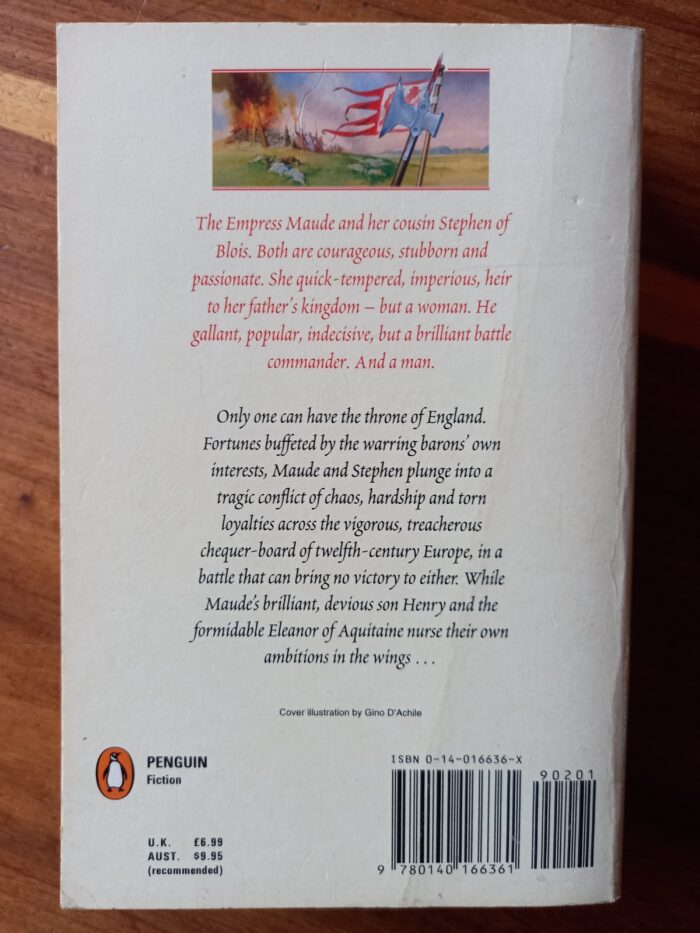 The Empress Maude and her cousin Stephen of
Blois. Both are courageous, stubborn and
passionate. She quick-tempered, imperious, heir
to her father's kingdom – but a woman. He
gallant, popular, indecisive, but a brilliant battle
commander. And a man.
Only one can have the throne of England.
Fortunes buffeted by the warring barons' own
interests, Maude and Stephen plunge into a
tragic conflict of chaos, hardship and torn
loyalties across the vigorous, treacherous
chequer-board of twelfth-century Europe, in a
battle that can bring no victory to either. While
Maude's brilliant, devious son Henry and the
formidable Eleanor of Aquitaine nurse their own
ambitions in the wings . . .
Cover illustration by Gino D'Achile
PENGUIN
Fiction
U.K. £6.99
AUST. $9.95
(recommended)
ISBN 0-14-016636-X
90201
9 780140 166361